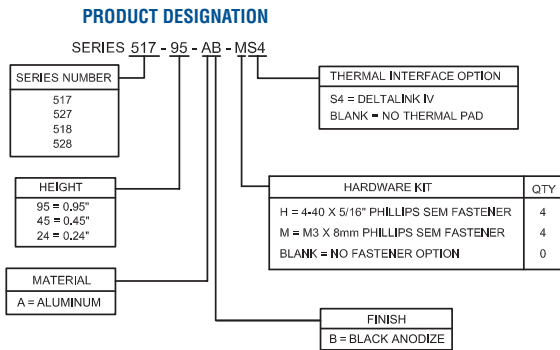 PRODUCT DESIGNATION
SERIES 517 - 95 - AB - MS4
SERIES NUMBER
517
527
518
528
THERMAL INTERFACE OPTION
S4 = DELTALINK IV
BLANK = NO THERMAL PAD
HEIGHT
95 = 0.95"
45 = 0.45"
24 = 0.24"
HARDWARE KIT QTY
H = 4-40 X 5/16" PHILLIPS SEM FASTENER 4
M = M3 X 8mm PHILLIPS SEM FASTENER 4
BLANK = NO FASTENER OPTION 0
MATERIAL
A = ALUMINUM
FINISH
B = BLACK ANODIZE